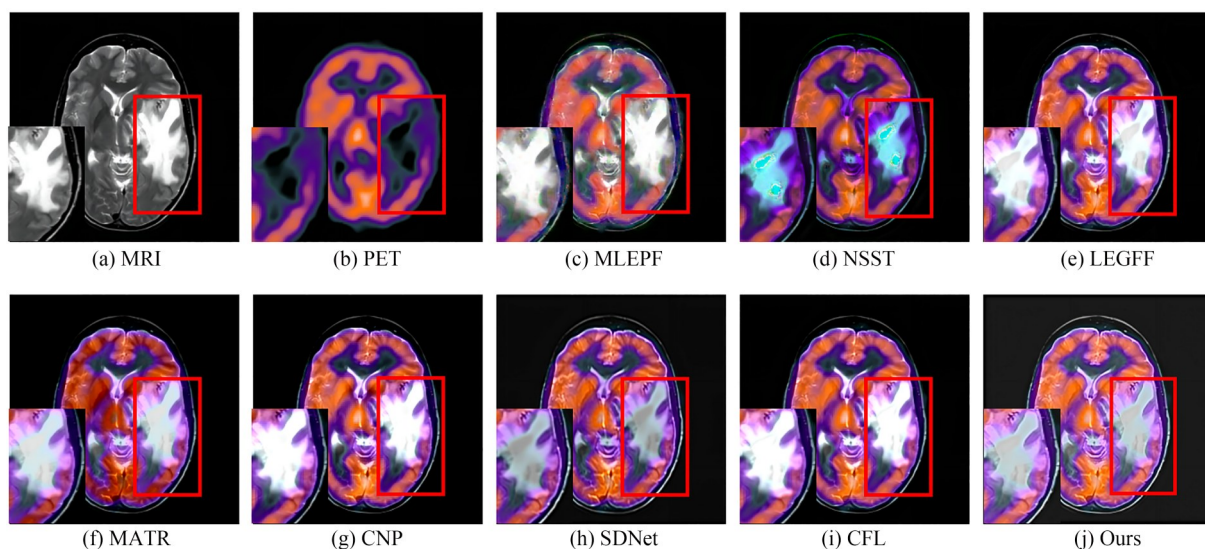 (a) MRI (b) PET (c) MLEPF (d) NSST (e) LEGFF
(f) MATR (g) CNP (h) SDNet (i) CFL (j) Ours